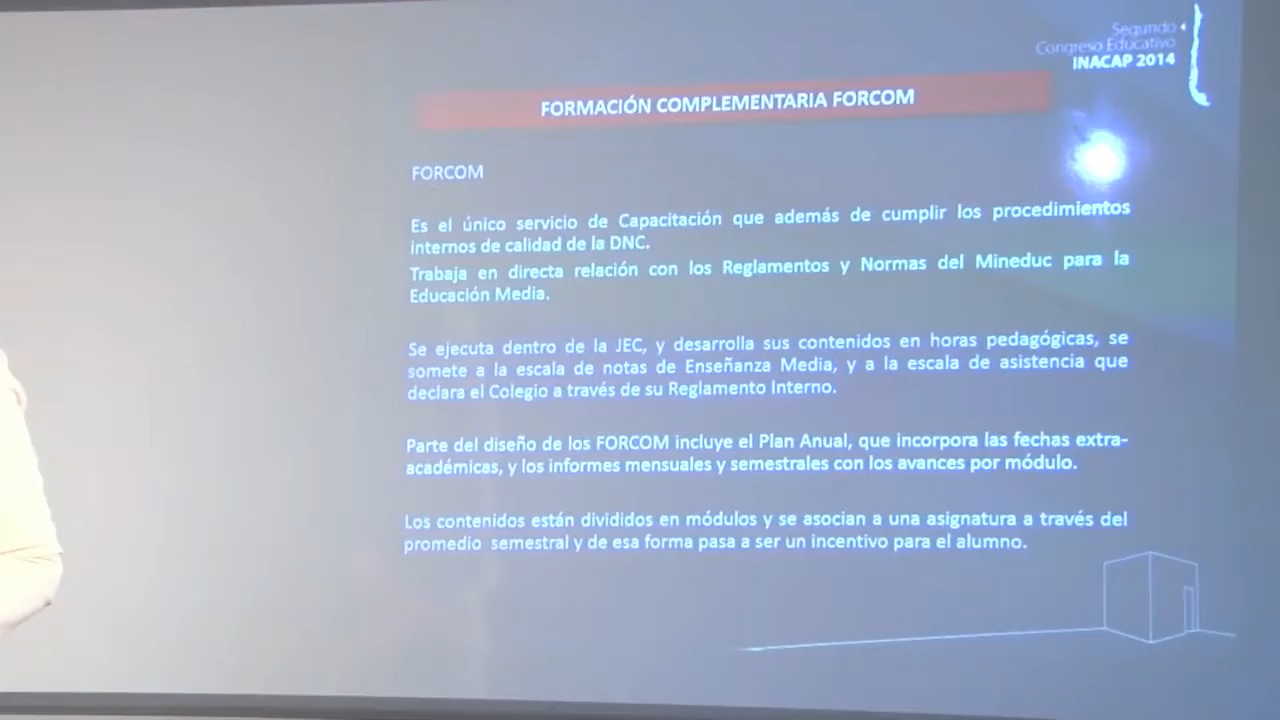 Segundo
Congreso Educativo
INACAP 2014
FORMACIÓN COMPLEMENTARIA FORCOM
FORCOM
Es el único servicio de Capacitación que además de cumplir los procedimientos
internos de calidad de la DNC.
Trabaja en directa relación con los Reglamentos y Normas del Mineduc para la
Educación Media.
Se ejecuta dentro de la JEC, y desarrolla sus contenidos en horas pedagógicas, se
somete a la escala de notas de Enseñanza Media, y a la escala de asistencia que
declara el Colegio a través de su Reglamento Interno.
Parte del diseño de los FORCOM incluye el Plan Anual, que incorpora las fechas extra-
académicas, y los informes mensuales y semestrales con los avances por módulo.
Los contenidos están divididos en módulos y se asocian a una asignatura a través del
promedio semestral y de esa forma pasa a ser un incentivo para el alumno.